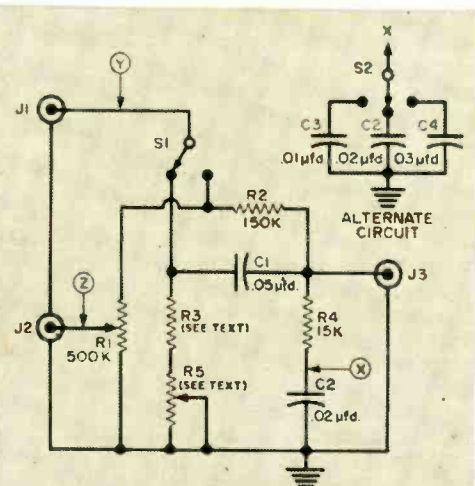 Y
X
J1
S2
S1
C3
C2
C4
.01µfd.
.02µfd.
.03µfd
R2
150K
ALTERNATE
CIRCUIT
C1
.05µfd.
J3
Z
R3
(SEE TEXT)
R4
15K
J2
R1
500K
R5
(SEE TEXT)
X
C2
.02µfd.